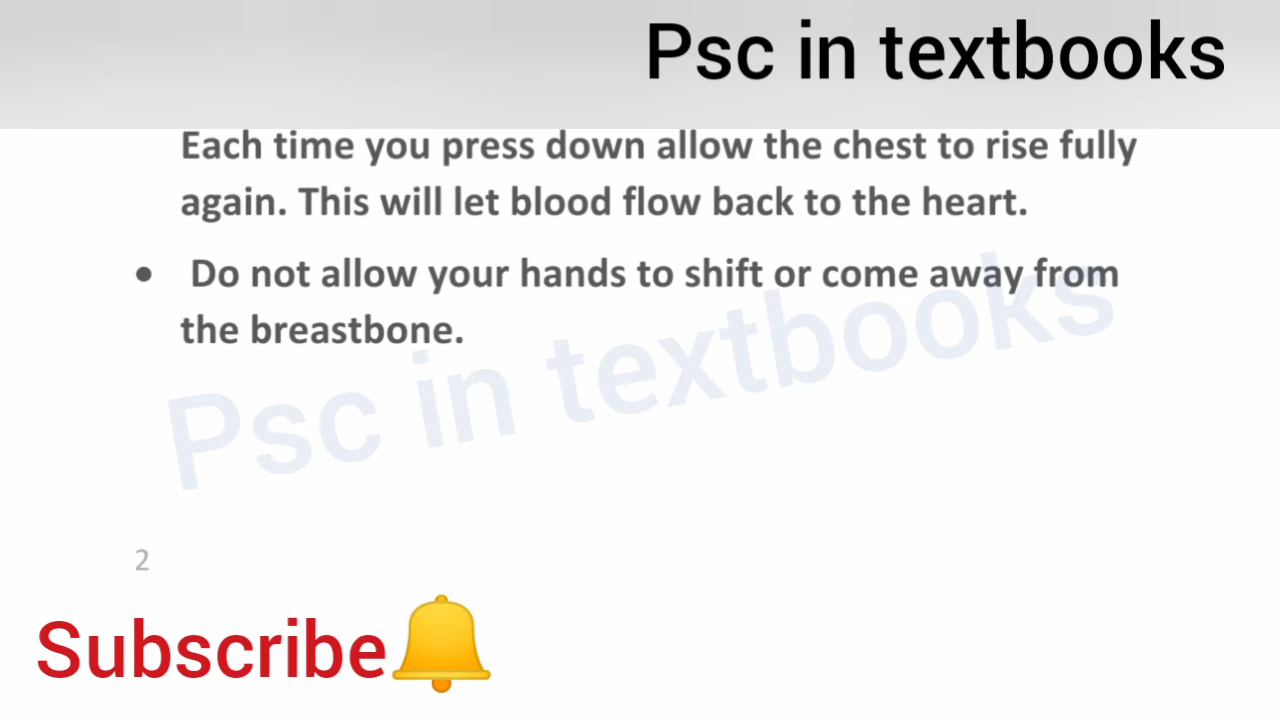 Psc in textbooks
Each time you press down allow the chest to rise fully
again. This will let blood flow back to the heart.
• Do not allow your hands to shift or come away from
the breastbone.
Psc in textbooks
2
Subscribe